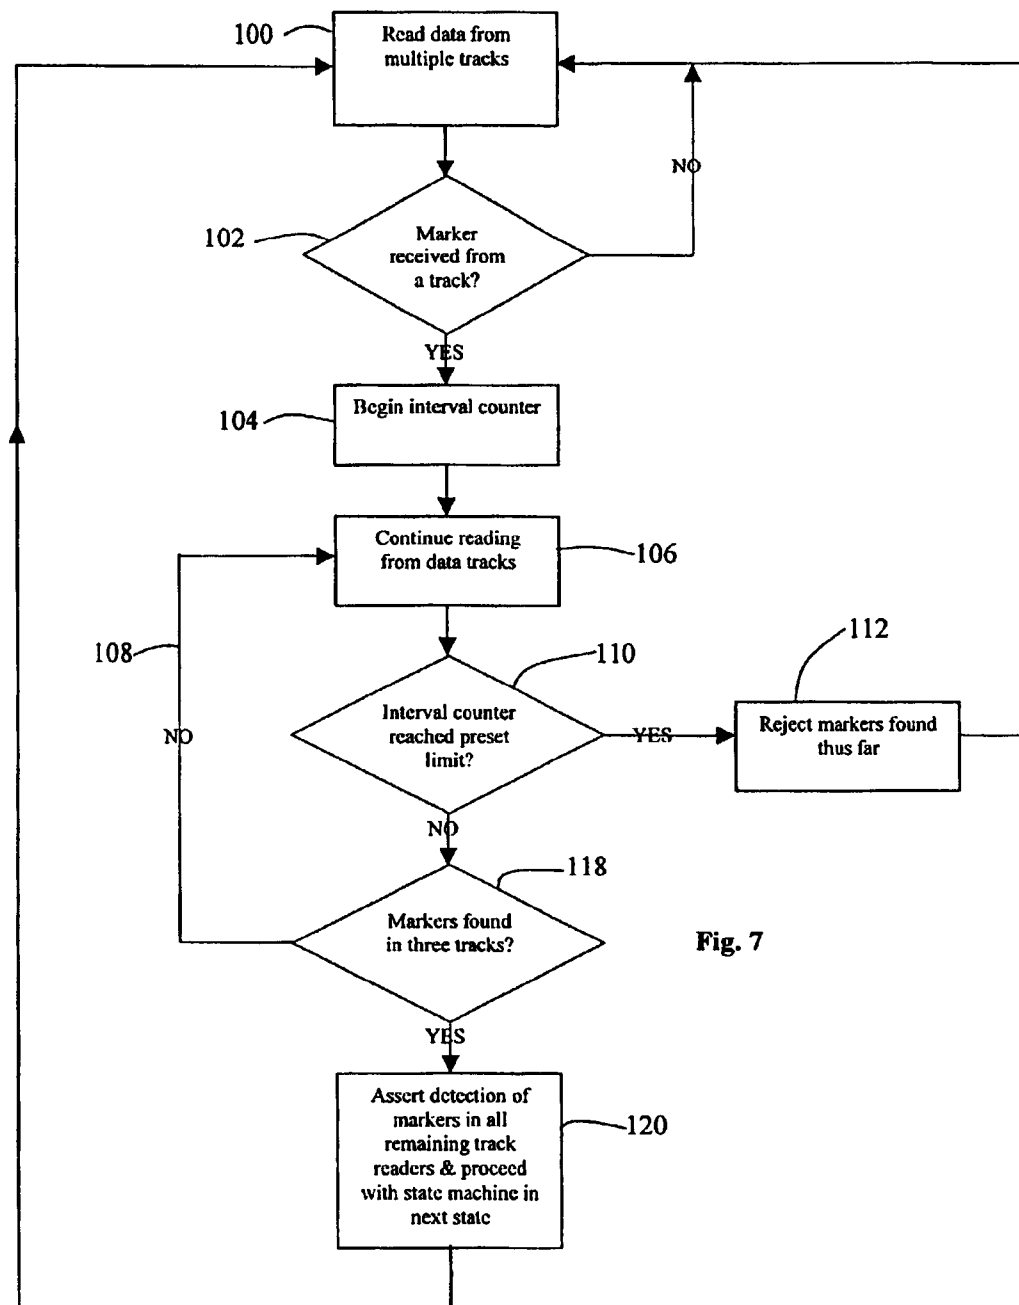 100
Read data from
multiple tracks
NO
102
Marker
received from
a track?
YES
104
Begin interval counter
Continue reading
from data tracks
106
108
110
112
Interval counter
reached preset
limit?
YES
Reject markers found
thus far
NO
NO
118
Markers found
in three tracks?
Fig. 7
YES
Assert detection of
markers in all
remaining track
readers & proceed
with state machine in
next state
120